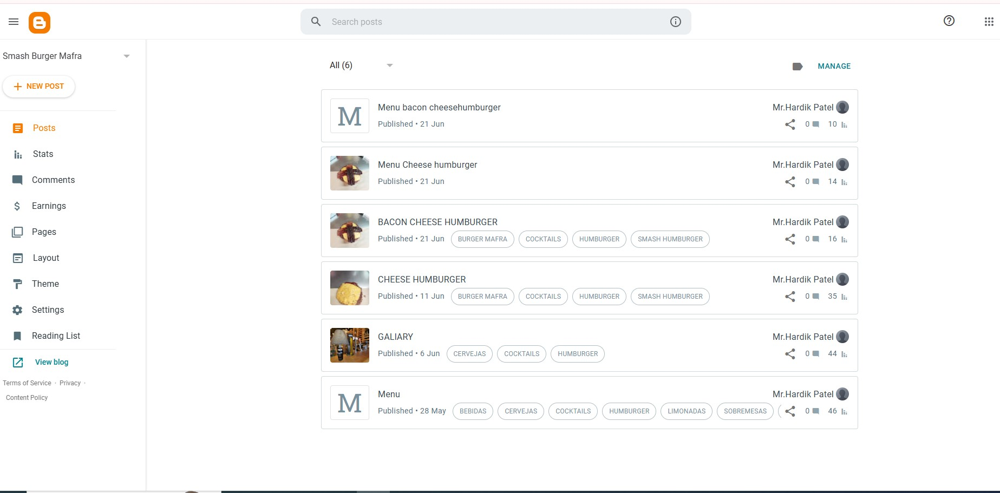 Search posts
Smash Burger Mafra
NEW POST
Posts
Stats
Comments
Earnings
Pages
Layout
Theme
Settings
Reading List
View blog
Terms of Service · Privacy ·
Content Policy
All (6)
MANAGE
M
Menu bacon cheesehumburger
Mr.Hardik Patel
Published • 21 Jun
0 10
Menu Cheese humburger
Mr.Hardik Patel
Published • 21 Jun
0 14
BACON CHEESE HUMBURGER
Mr.Hardik Patel
Published • 21 Jun BURGER MAFRA COCKTAILS HUMBURGER SMASH HUMBURGER
0 16
CHEESE HUMBURGER
Mr.Hardik Patel
Published • 11 Jun BURGER MAFRA COCKTAILS HUMBURGER SMASH HUMBURGER
0 35
GALIARY
Mr.Hardik Patel
Published • 6 Jun CERVEJAS COCKTAILS HUMBURGER
0 44
M
Menu
Mr.Hardik Patel
Published • 28 May BEBIDAS CERVEJAS COCKTAILS HUMBURGER LIMONADAS SOBREMESAS
0 46